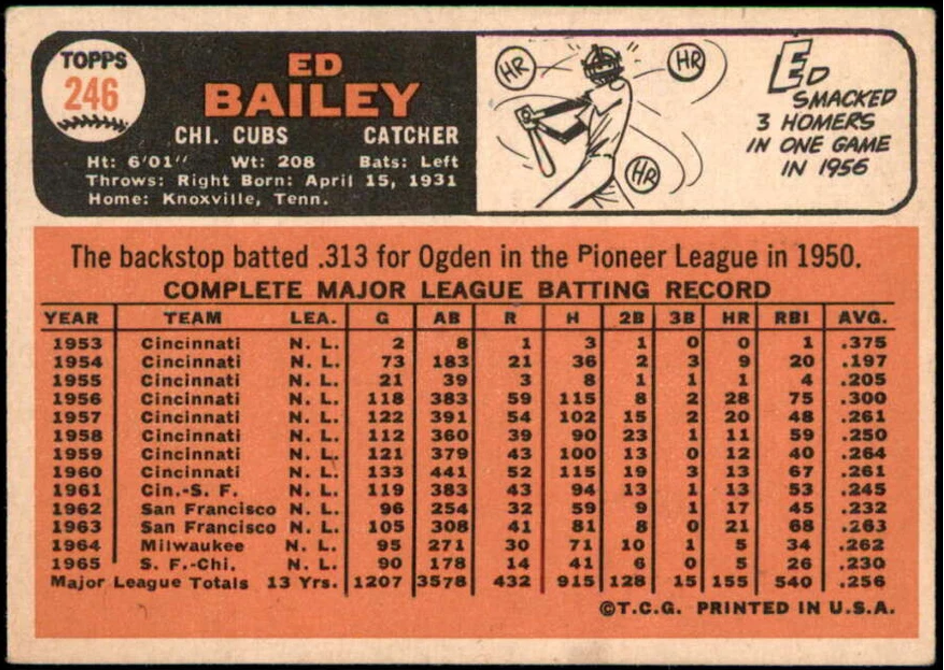 TOPPS
246
ED
BAILEY
CHI. CUBS CATCHER
Ht: 6'01" Wt: 208 Bats: Left
Throws: Right Born: April 15, 1931
Home: Knoxville, Tenn.
HR
HR
HR
ED
SMACKED
3 HOMERS
IN ONE GAME
IN 1956
The backstop batted .313 for Ogden in the Pioneer League in 1950.
COMPLETE MAJOR LEAGUE BATTING RECORD
YEAR TEAM LEA. G AB R H 2B 3B HR RBI AVG.
1953 Cincinnati N. L. 2 8 1 3 1 0 0 1 .375
1954 Cincinnati N. L. 73 183 21 36 2 3 9 20 .197
1955 Cincinnati N. L. 21 39 3 8 1 1 1 4 .205
1956 Cincinnati N. L. 118 383 59 115 8 2 28 75 .300
1957 Cincinnati N. L. 122 391 54 102 15 2 20 48 .261
1958 Cincinnati N. L. 112 360 39 90 23 1 11 59 .250
1959 Cincinnati N. L. 121 379 43 100 13 0 12 40 .264
1960 Cincinnati N. L. 133 441 52 115 19 3 13 67 .261
1961 Cin.-S. F. N. L. 119 383 43 94 13 1 13 53 .245
1962 San Francisco N. L. 96 254 32 59 9 1 17 45 .232
1963 San Francisco N. L. 105 308 41 81 8 0 21 68 .263
1964 Milwaukee N. L. 95 271 30 71 10 1 5 34 .262
1965 S. F.-Chi. N. L. 90 178 14 41 6 0 5 26 .230
Major League Totals 13 Yrs. 1207 3578 432 915 128 15 155 540 .256
©T.C.G. PRINTED IN U.S.A.